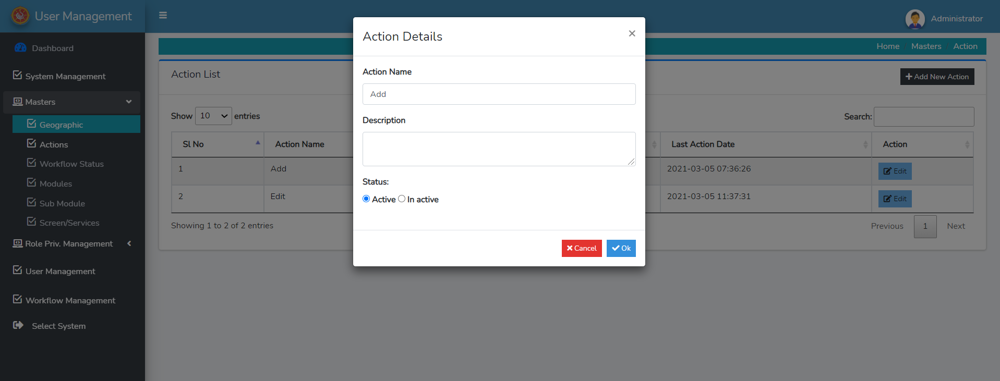 User Management
Administrator
Dashboard
System Management
Masters
Geographic
Actions
Workflow Status
Modules
Sub Module
Screen/Services
Role Priv. Management
User Management
Workflow Management
Select System
Home / Masters / Action
Action List
+ Add New Action
Show 10 entries
Search:
Sl No Action Name Last Action Date Action
1 Add 2021-03-05 07:36:26 Edit
2 Edit 2021-03-05 11:37:31 Edit
Showing 1 to 2 of 2 entries
Previous 1 Next
Action Details ×
Action Name
Add
Description
Status:
Active In active
Cancel Ok